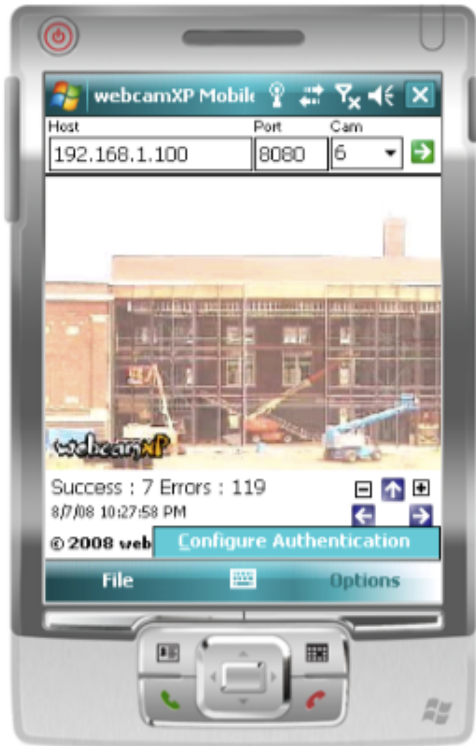 webcamXP Mobile
Host Port Cam
192.168.1.100 8080 6
webcamXP
Success : 7 Errors : 119
8/7/08 10:27:58 PM
© 2008 web
Configure Authentication
File Options